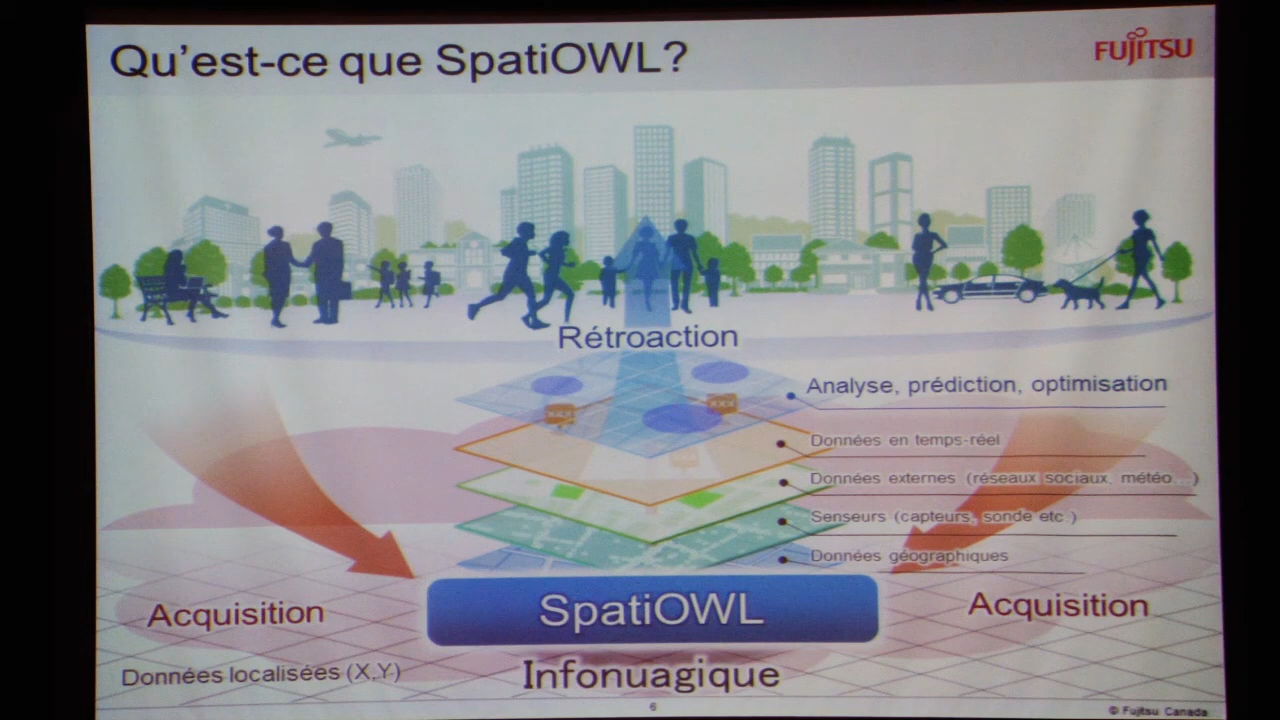 Qu'est-ce que SpatiOWL?
FUJITSU
Rétroaction
Analyse, prédiction, optimisation
Données en temps-réel
Données externes (réseaux sociaux, météo...)
Senseurs (capteurs, sonde etc.)
Données géographiques
SpatiOWL
Acquisition
Acquisition
Données localisées (X,Y)
Infonuagique
6
© Fujitsu Canada